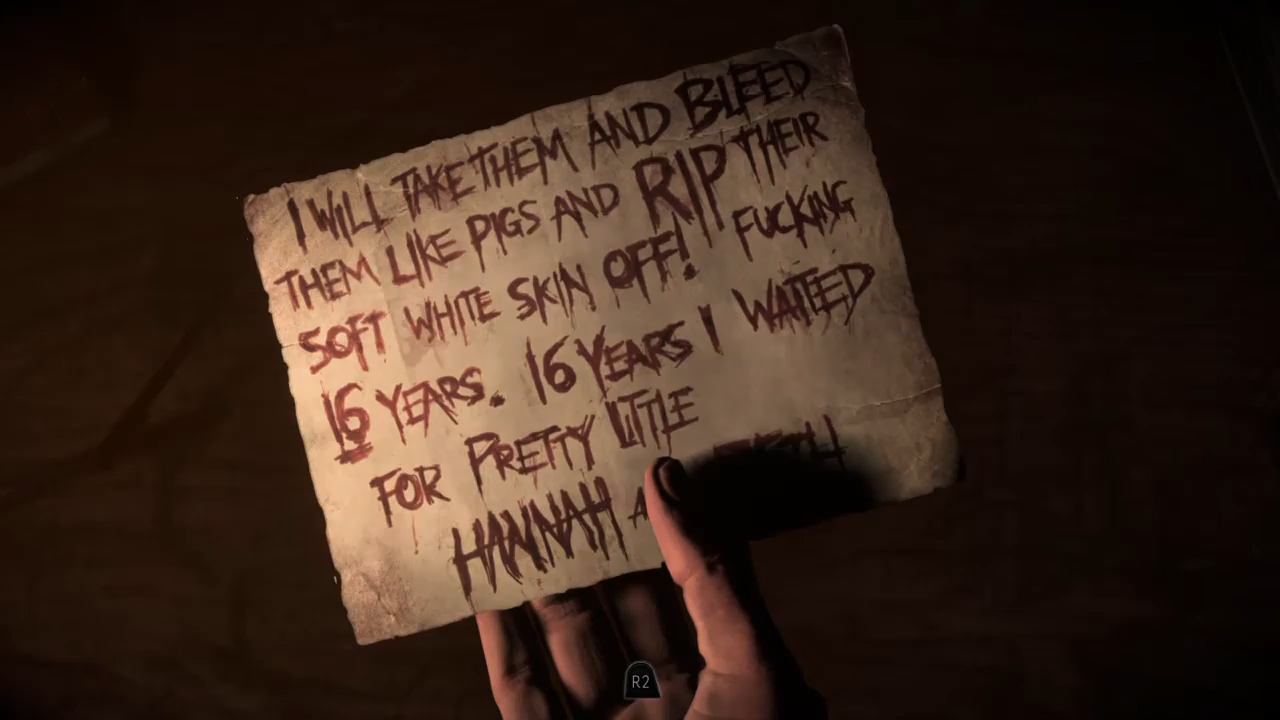 I WILL TAKE THEM AND BLEED
THEM LIKE PIGS AND RIP THEIR
SOFT WHITE SKIN OFF! FUCKING
16 YEARS. 16 YEARS I WAITED
FOR PRETTY LITTLE
HANNAH
R2